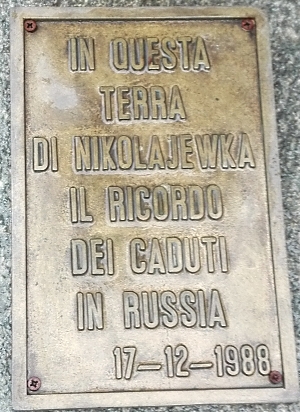 IN QUESTA
TERRA
DI NIKOLAJEWKA
IL RICORDO
DEI CADUTI
IN RUSSIA
17-12-1988